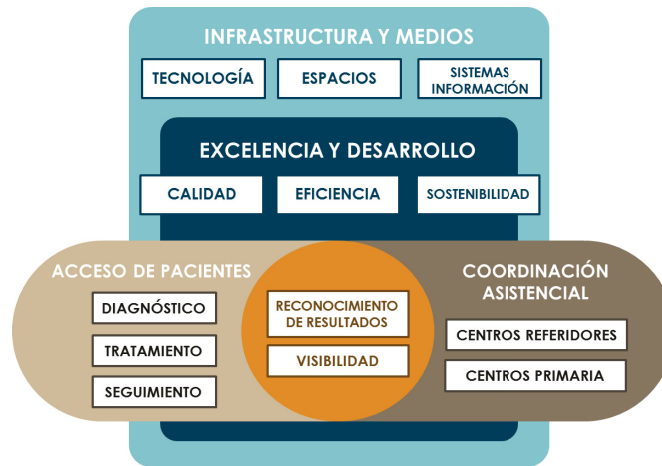 INFRASTRUCTURA Y MEDIOS
TECNOLOGÍA
ESPACIOS
SISTEMAS
INFORMACIÓN
EXCELENCIA Y DESARROLLO
CALIDAD
EFICIENCIA
SOSTENIBILIDAD
ACCESO DE PACIENTES
DIAGNÓSTICO
TRATAMIENTO
SEGUIMIENTO
RECONOCIMIENTO
DE RESULTADOS
VISIBILIDAD
COORDINACIÓN
ASISTENCIAL
CENTROS REFERIDORES
CENTROS PRIMARIA